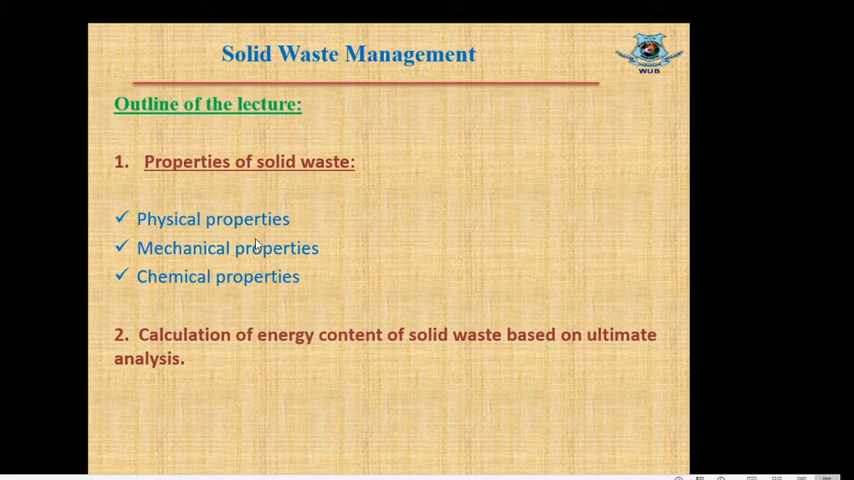 Solid Waste Management
WUB
Outline of the lecture:
1. Properties of solid waste:
✓ Physical properties
✓ Mechanical properties
✓ Chemical properties
2. Calculation of energy content of solid waste based on ultimate
analysis.